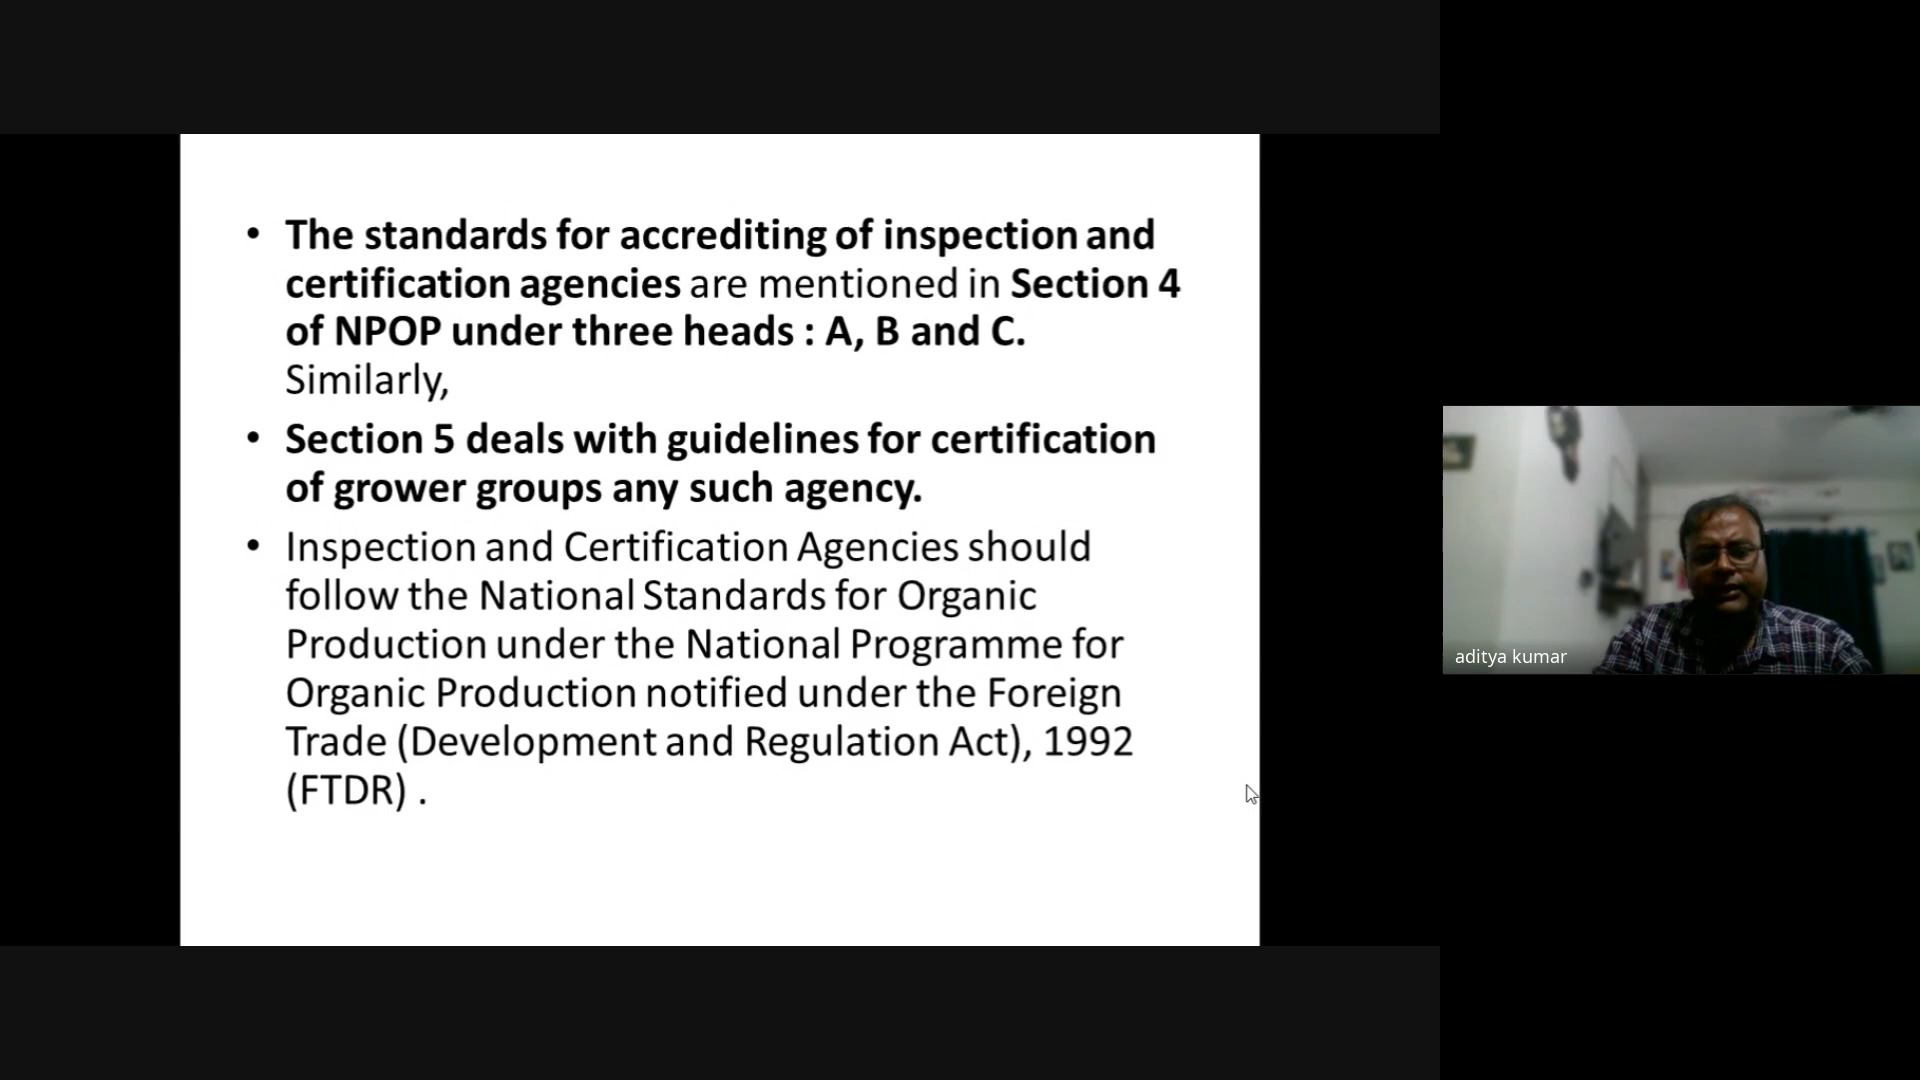 • The standards for accrediting of inspection and
certification agencies are mentioned in Section 4
of NPOP under three heads : A, B and C.
Similarly,
• Section 5 deals with guidelines for certification
of grower groups any such agency.
• Inspection and Certification Agencies should
follow the National Standards for Organic
Production under the National Programme for
Organic Production notified under the Foreign
Trade (Development and Regulation Act), 1992
(FTDR) .
aditya kumar